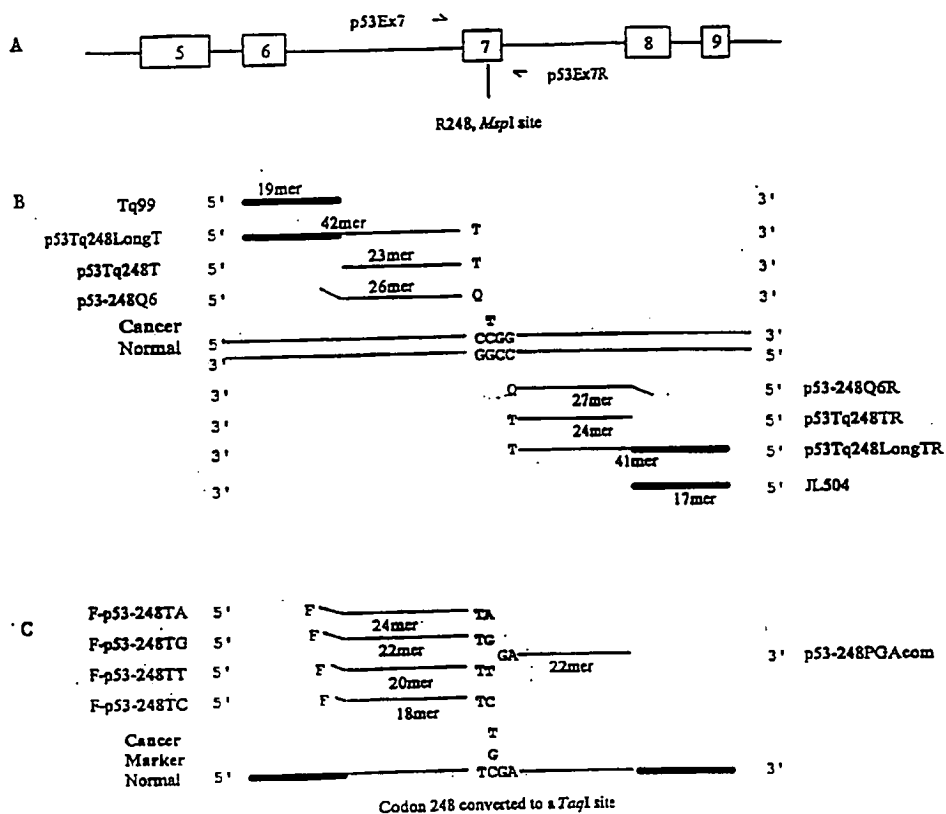 p53Ex7
A
5
6
7
8
9
p53Ex7R
R248, MspI site
B
Tq99 5' 19mer 3'
p53Tq248LongT 5' 42mer T 3'
p53Tq248T 5' 23mer T 3'
p53-248Q6 5' 26mer Q 3'
Cancer T
Normal 5' CCGG 3'
3' GGCC 5'
3' Q 27mer 5' p53-248Q6R
3' T 24mer 5' p53Tq248TR
3' T 41mer 5' p53Tq248LongTR
3' 17mer 5' JL504
C
F-p53-248TA 5' F 24mer TA
F-p53-248TG 5' F 22mer TG
GA 22mer 3' p53-248PGAcom
F-p53-248TT 5' F 20mer TT
F-p53-248TC 5' F 18mer TC
Cancer T
Marker G
Normal 5' TCGA 3'
Codon 248 converted to a TaqI site